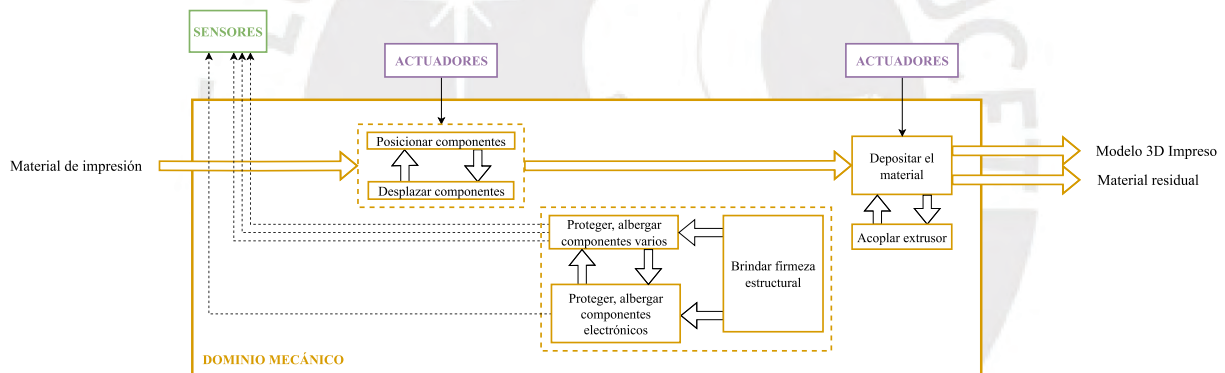 SENSORES
ACTUADORES
ACTUADORES
Posicionar componentes
Desplazar componentes
Material de impresión
Depositar el
material
Modelo 3D Impreso
Material residual
Acoplar extrusor
Proteger, albergar
componentes varios
Brindar firmeza
estructural
Proteger, albergar
componentes
electrónicos
DOMINIO MECÁNICO